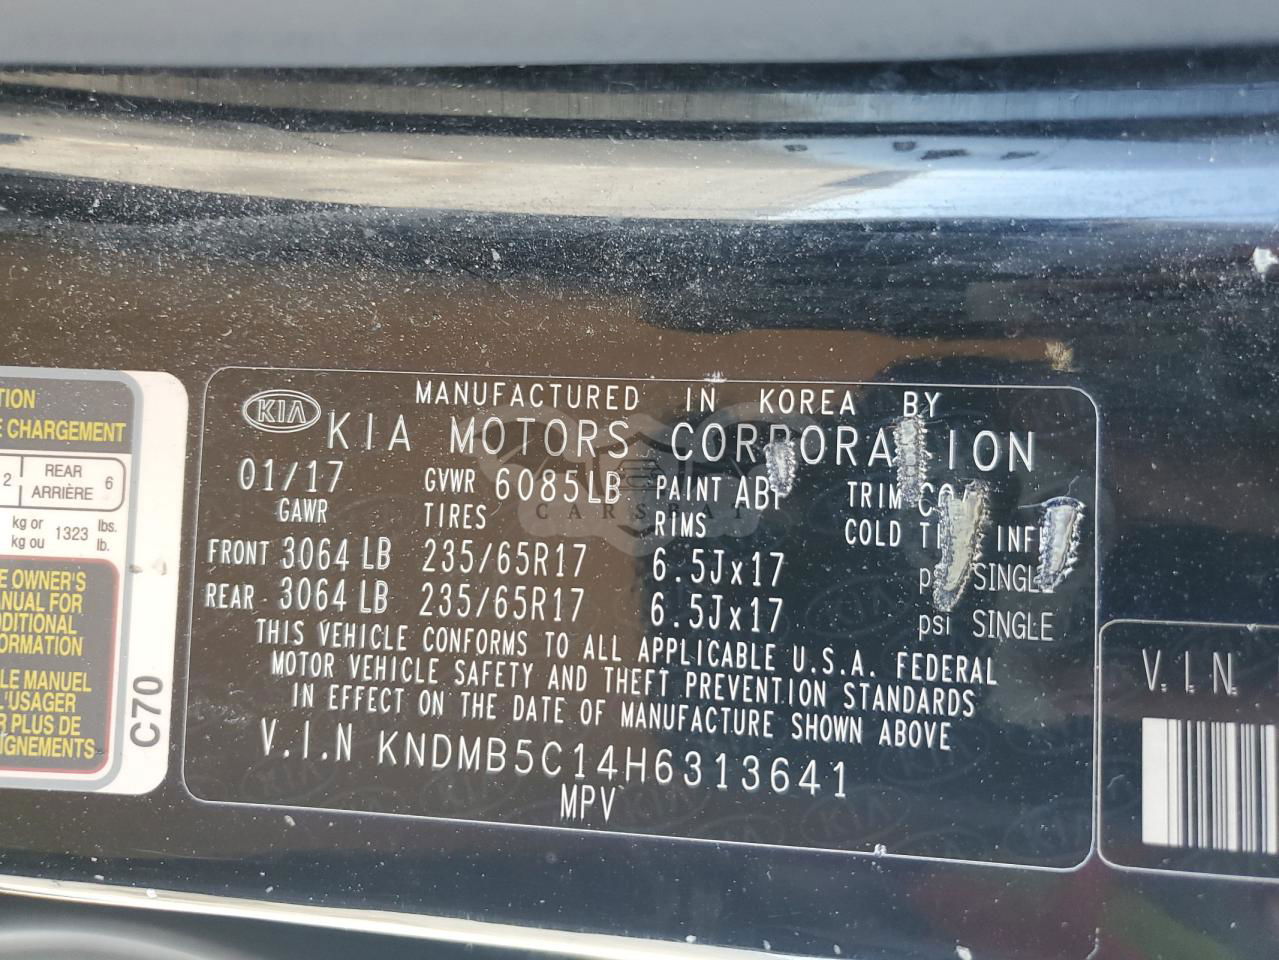 TION
E CHARGEMENT
2 REAR 6
ARRIÈRE
kg or 1323 lbs.
kg ou lb.
E OWNER'S
ANUAL FOR
DDITIONAL
ORMATION
LE MANUEL
L'USAGER
R PLUS DE
IGNEMENTS
C70
MANUFACTURED IN KOREA BY
KIA KIA MOTORS CORPORATION
01/17 GVWR 6085LB PAINT ABP TRIM
GAWR TIRES RIMS COLD
FRONT 3064 LB 235/65R17 6.5Jx17 SINGLE
REAR 3064 LB 235/65R17 6.5Jx17 psi SINGLE
THIS VEHICLE CONFORMS TO ALL APPLICABLE U.S.A. FEDERAL
MOTOR VEHICLE SAFETY AND THEFT PREVENTION STANDARDS
IN EFFECT ON THE DATE OF MANUFACTURE SHOWN ABOVE
V.I.N KNDMB5C14H6313641
MPV
V.I.N.
CARSBAT